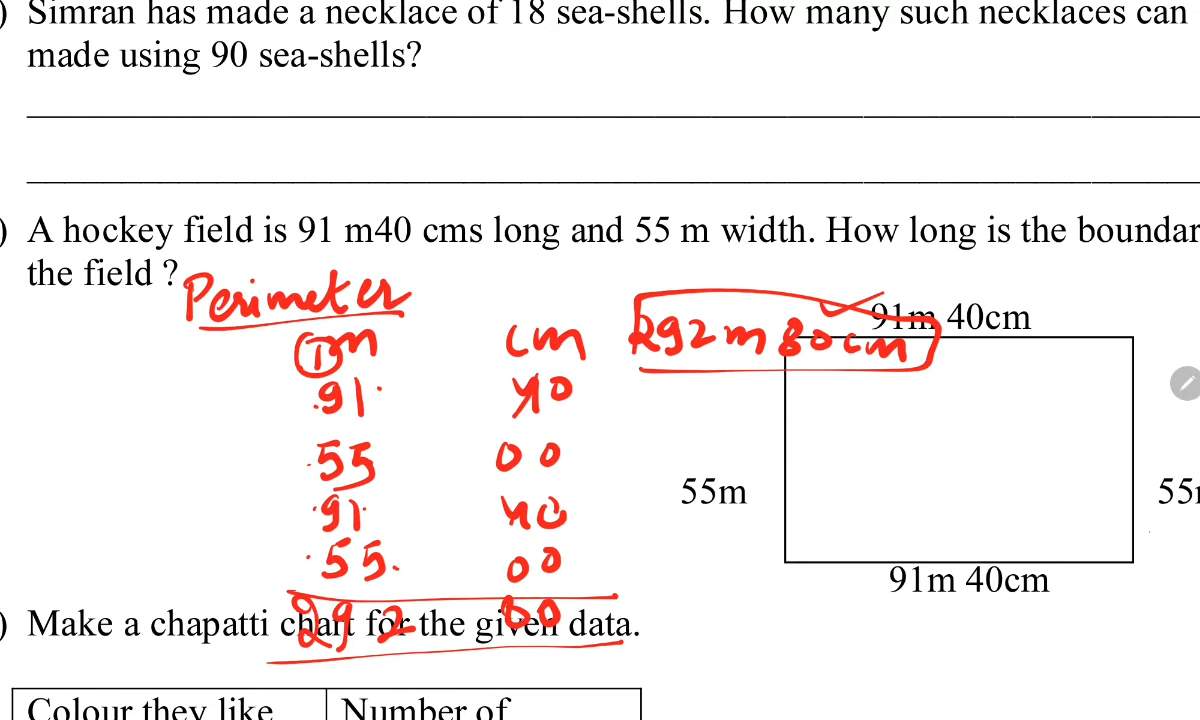 ) Simran has made a necklace of 18 sea-shells. How many such necklaces can
made using 90 sea-shells?
) A hockey field is 91 m40 cms long and 55 m width. How long is the boundar
the field ?
Perimeter
① m cm
91 40
55 00
91 40
55 00
292 80
292m 80cm
91m 40cm
55m
55
91m 40cm
) Make a chapatti chart for the given data.
Colour they like Number of